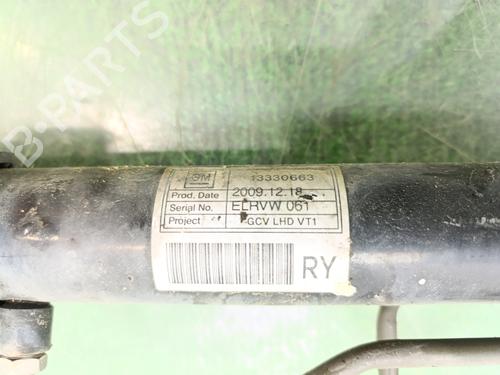 GM 13330663
Prod. Date 2009.12.18
Serial No. ELRVW 061
Project GCV LHD VT1
RY
B-PARTS